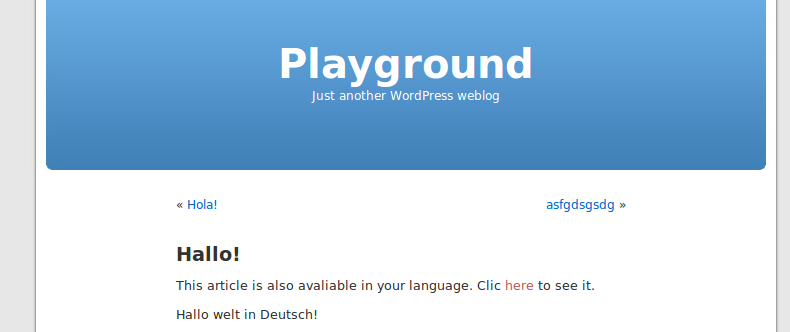 Playground
Just another WordPress weblog
« Hola! asfgdsgsdg »
Hallo!
This article is also avaliable in your language. Clic here to see it.
Hallo welt in Deutsch!